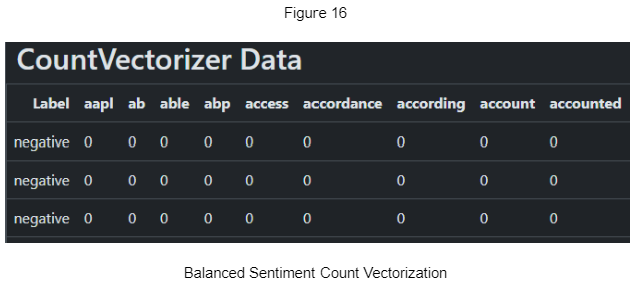 Figure 16
CountVectorizer Data
Label aapl ab able abp access accordance according account accounted
negative 0 0 0 0 0 0 0 0 0
negative 0 0 0 0 0 0 0 0 0
negative 0 0 0 0 0 0 0 0 0
Balanced Sentiment Count Vectorization